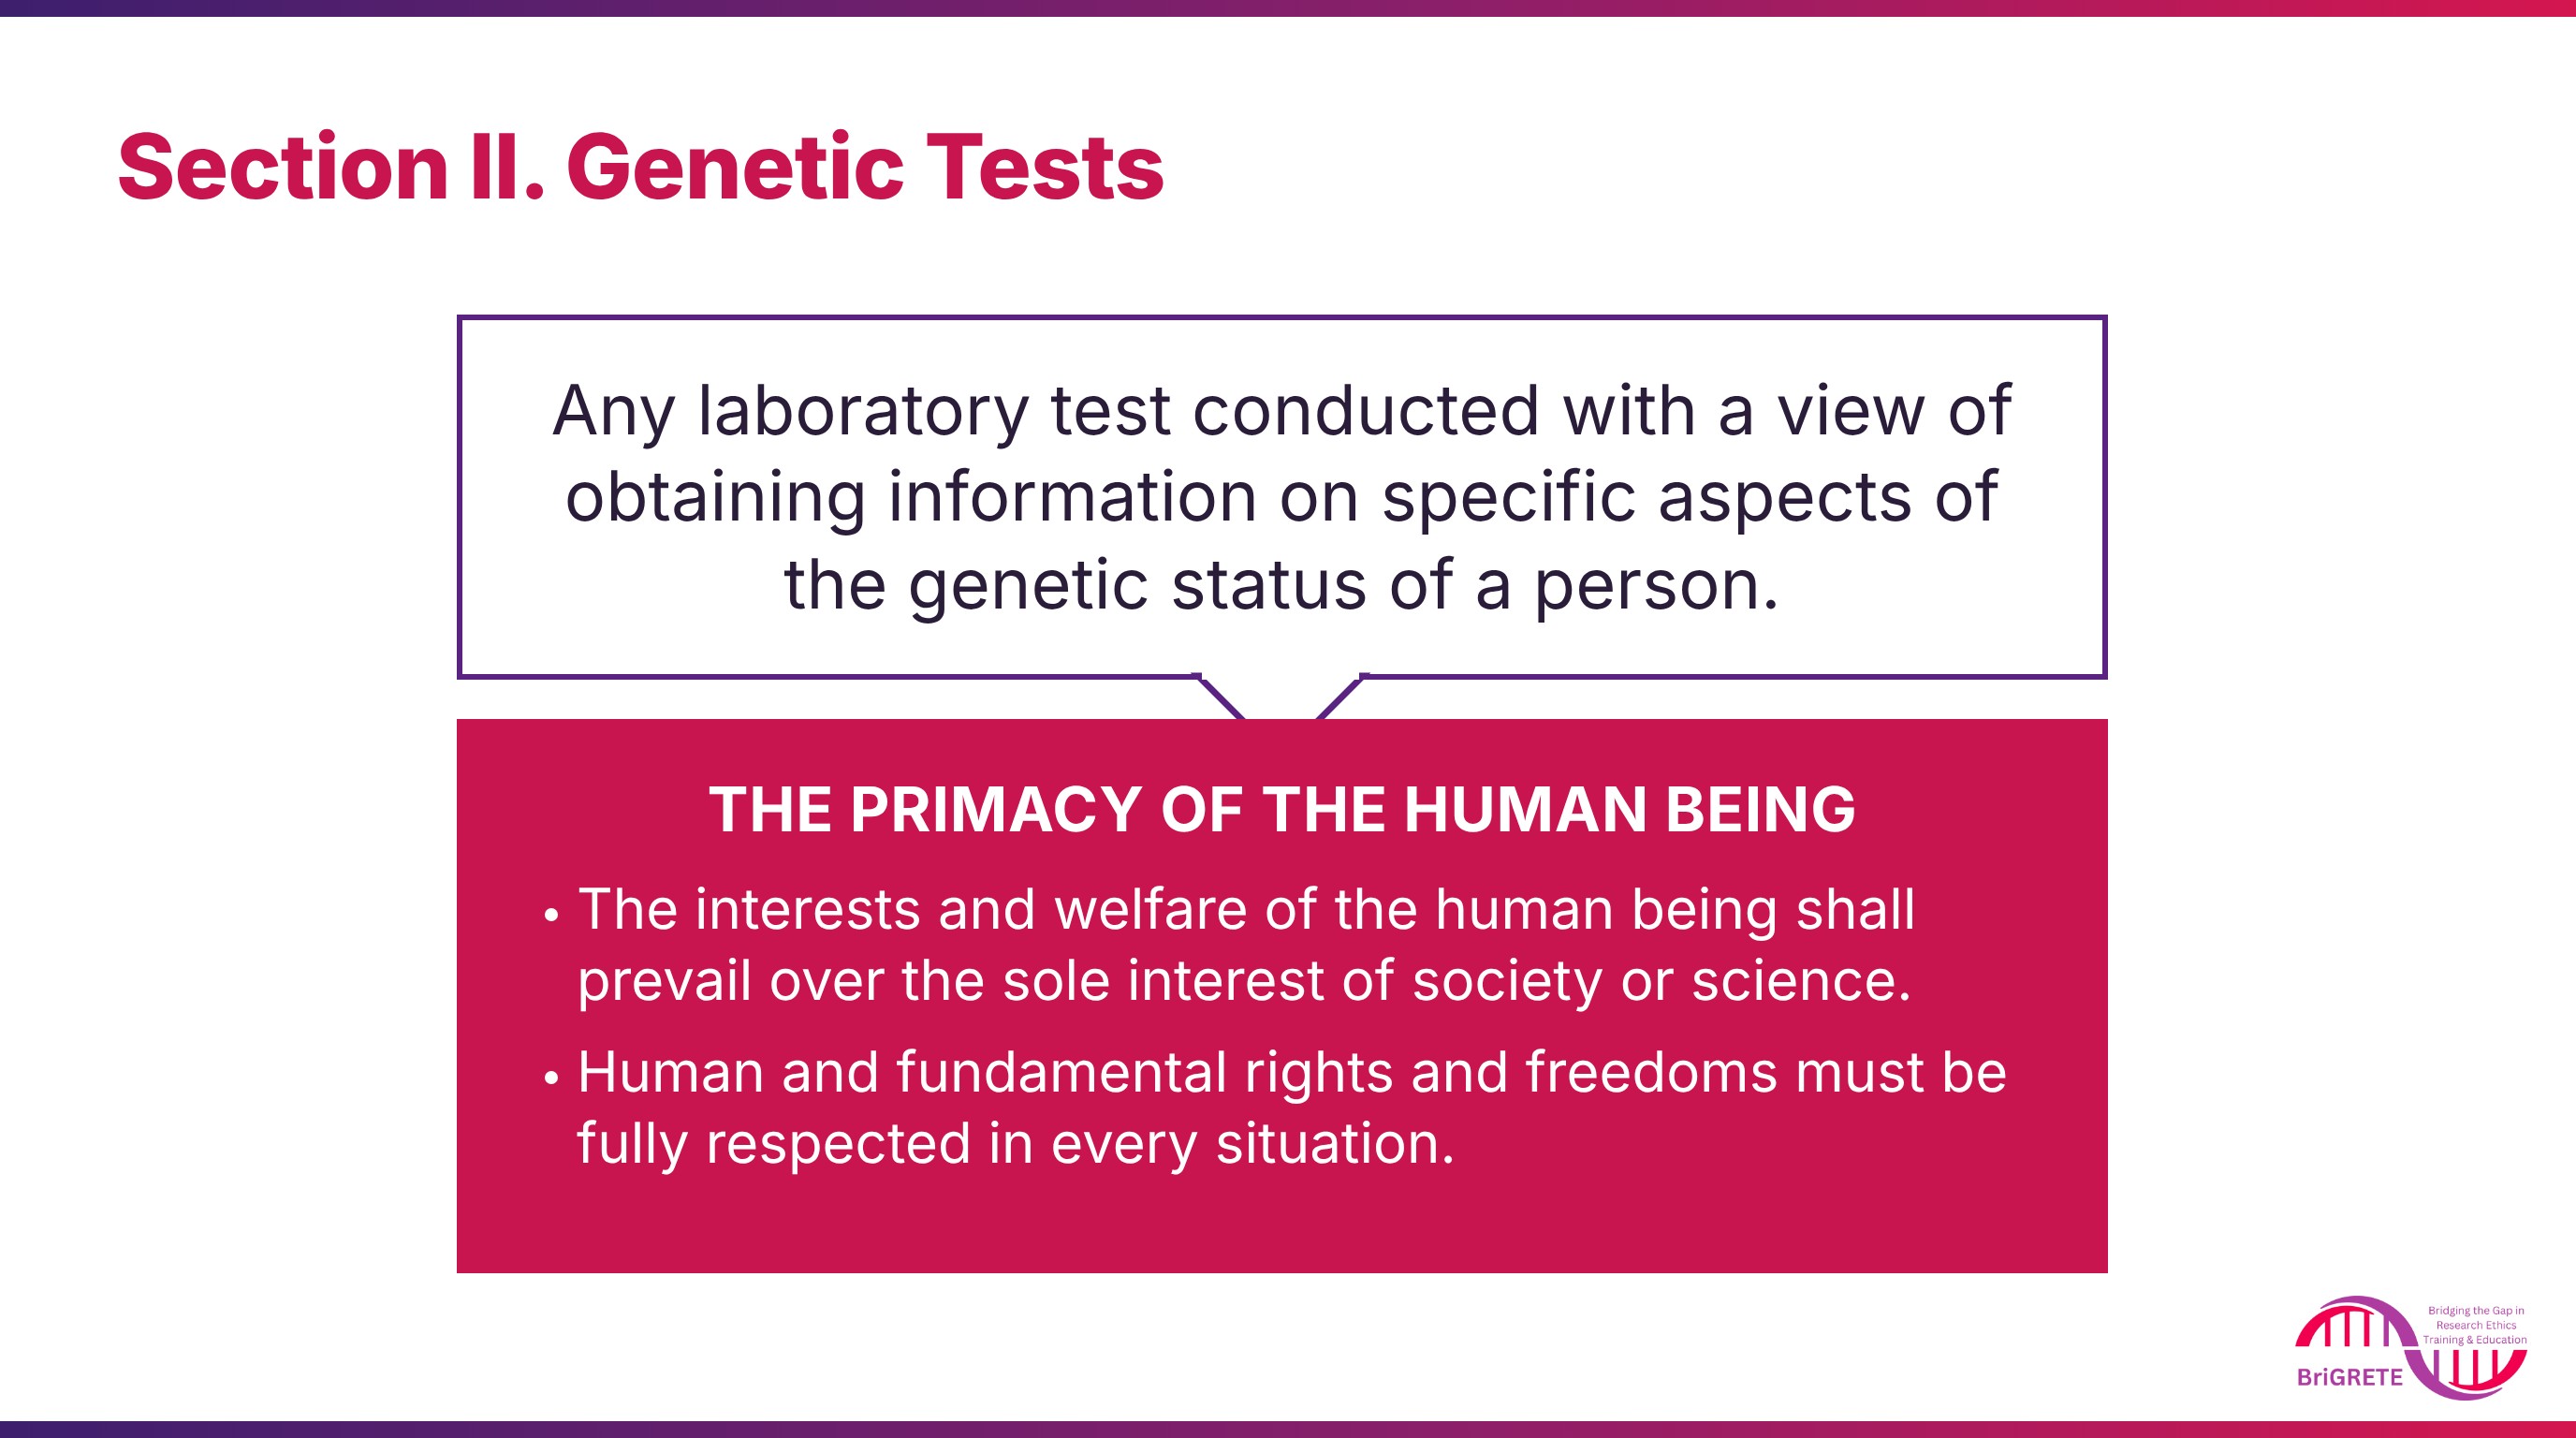 Section II. Genetic Tests
Any laboratory test conducted with a view of
obtaining information on specific aspects of
the genetic status of a person.
THE PRIMACY OF THE HUMAN BEING
• The interests and welfare of the human being shall
prevail over the sole interest of society or science.
• Human and fundamental rights and freedoms must be
fully respected in every situation.
Bridging the Gap in
Research Ethics
Training & Education
BriGRETE